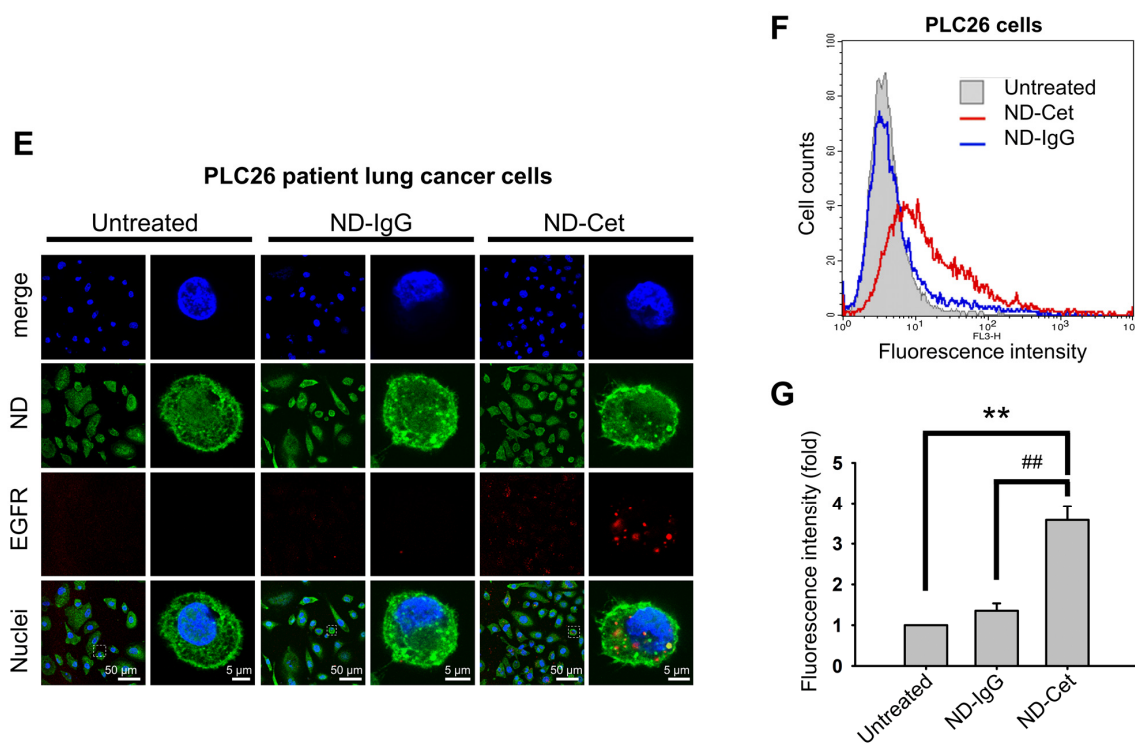 E
PLC26 patient lung cancer cells
Untreated ND-IgG ND-Cet
merge
ND
EGFR
Nuclei
50 µm 5 µm 50 µm 5 µm 50 µm 5 µm
F
PLC26 cells
Cell counts
100
80
60
40
20
0
Untreated
ND-Cet
ND-IgG
10⁰ 10¹ 10² 10³ 10
FL3-H
Fluorescence intensity
G
Fluorescence intensity (fold)
5
4
3
2
1
0
**
##
Untreated
ND-IgG
ND-Cet